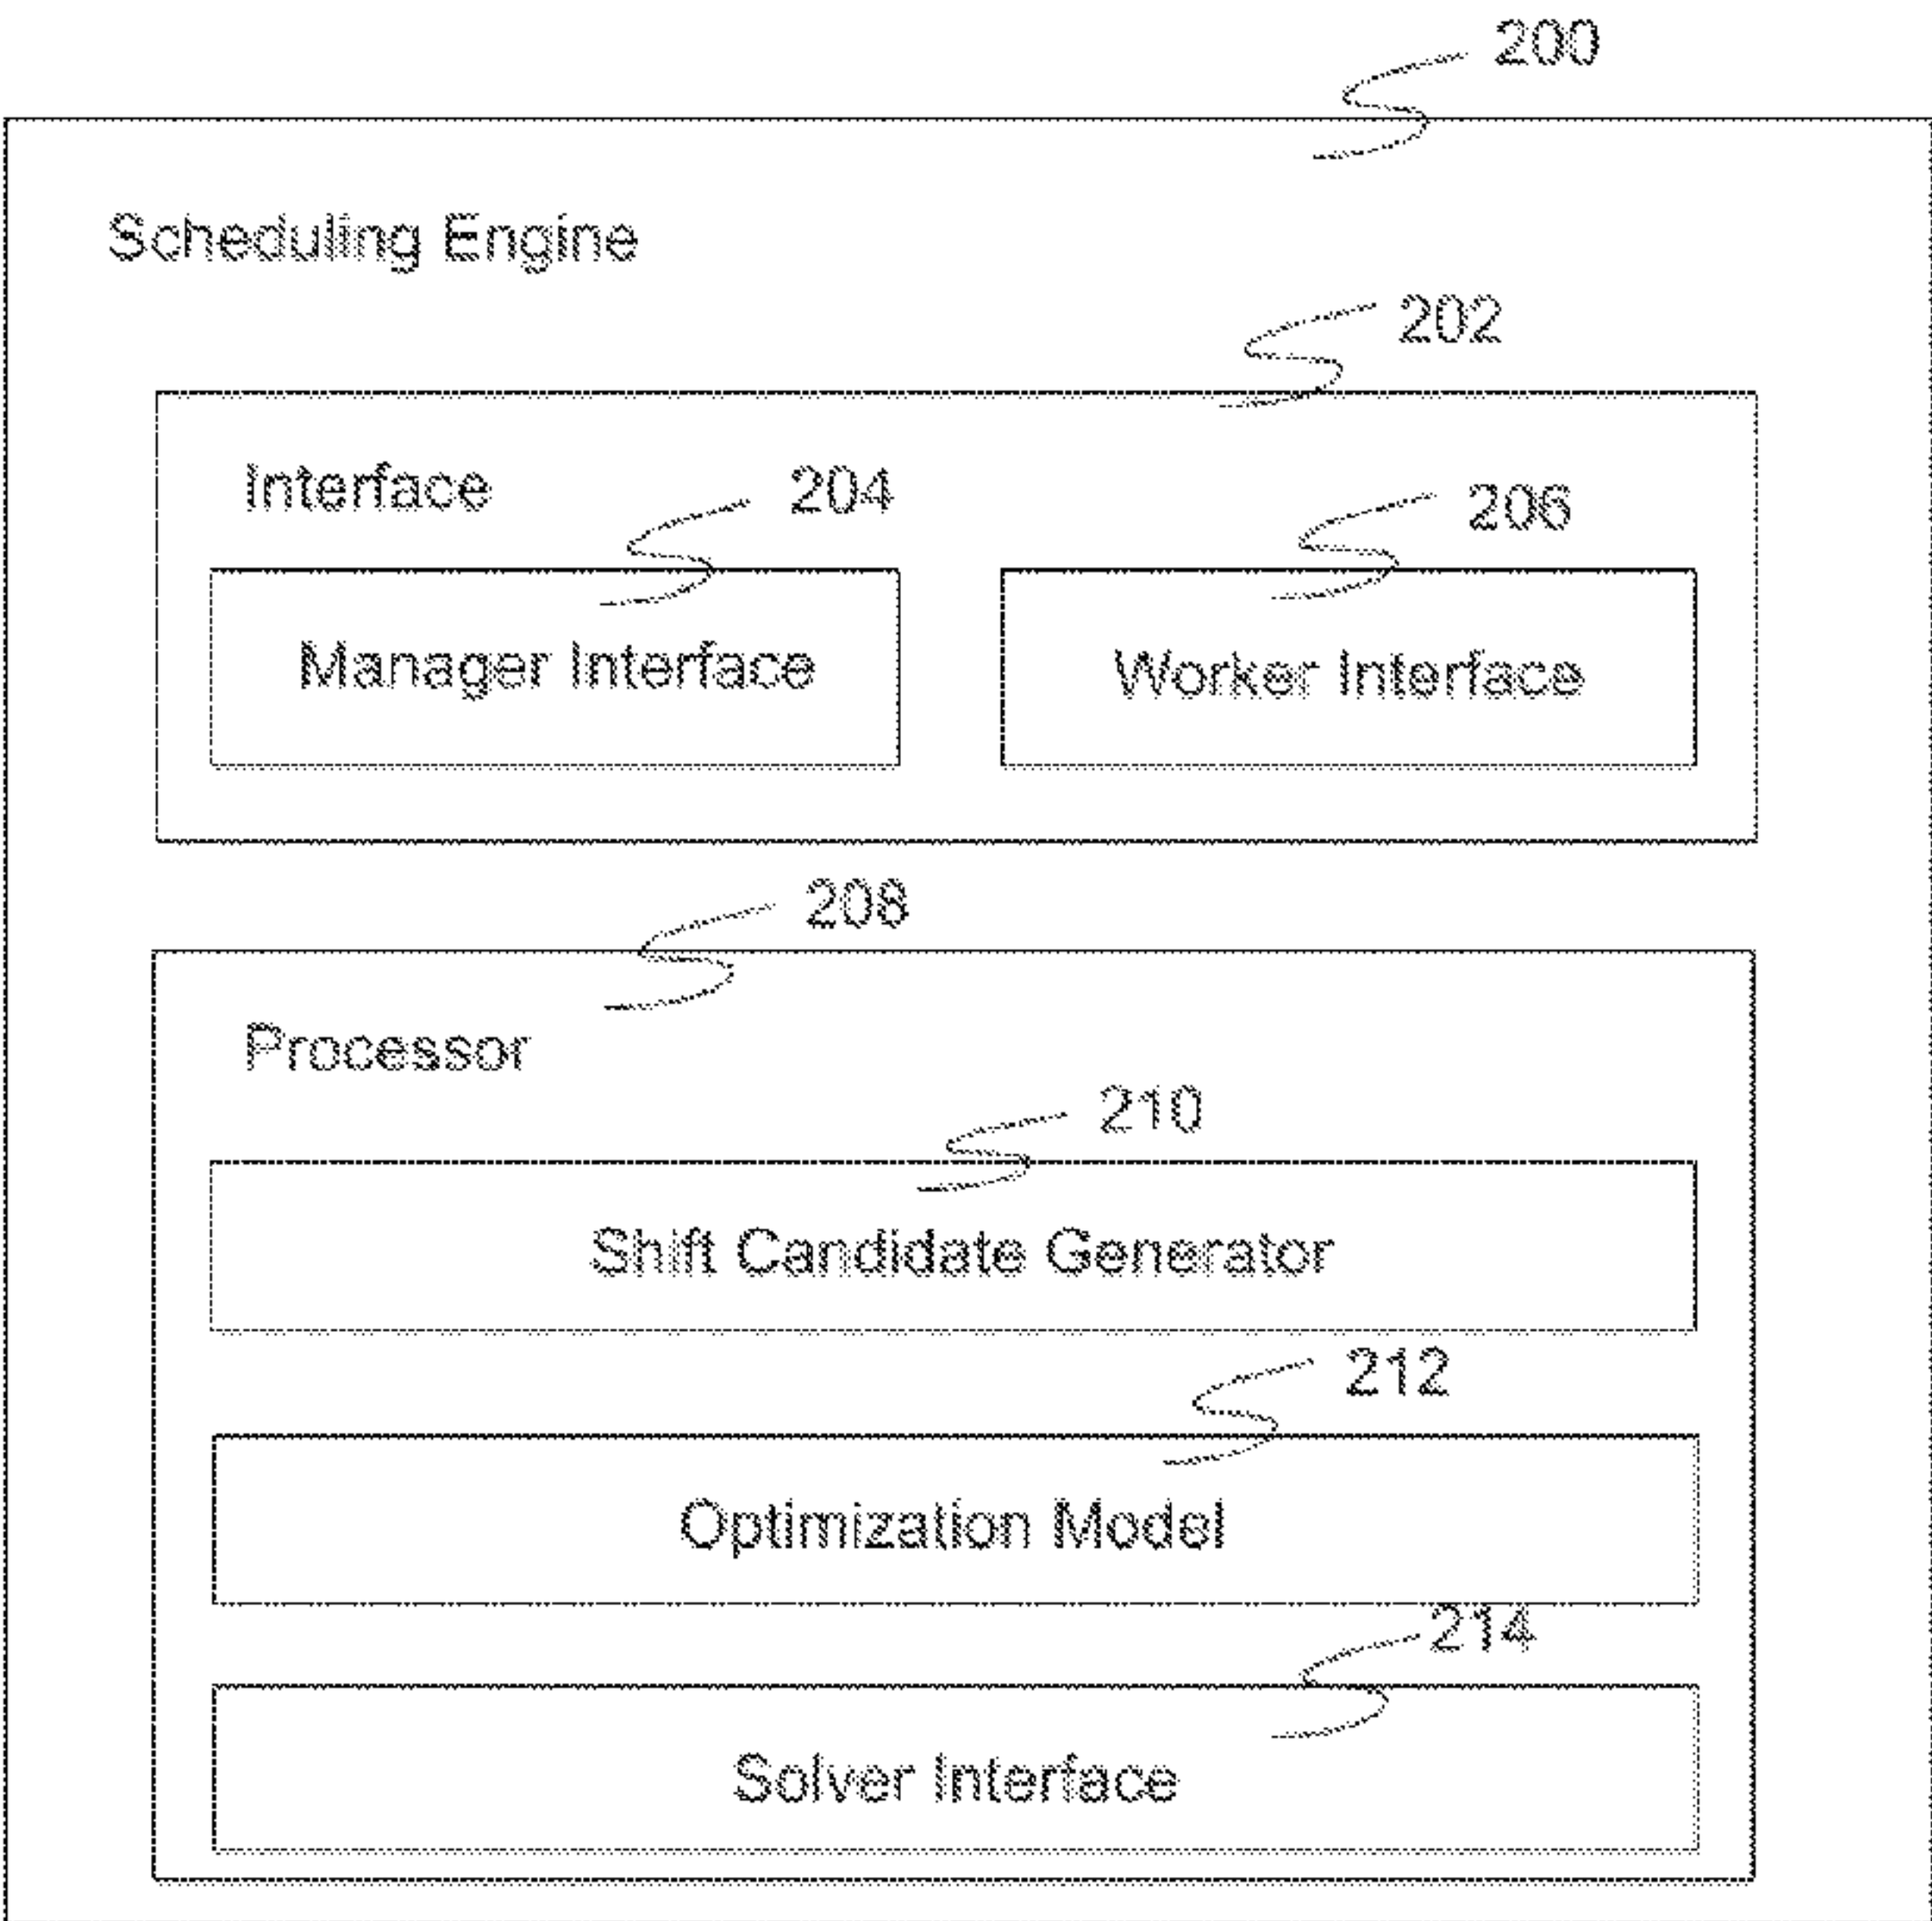 200
Scheduling Engine
202
Interface
204
206
Manager Interface
Worker Interface
208
Processor
210
Shift Candidate Generator
212
Optimization Model
214
Solver Interface